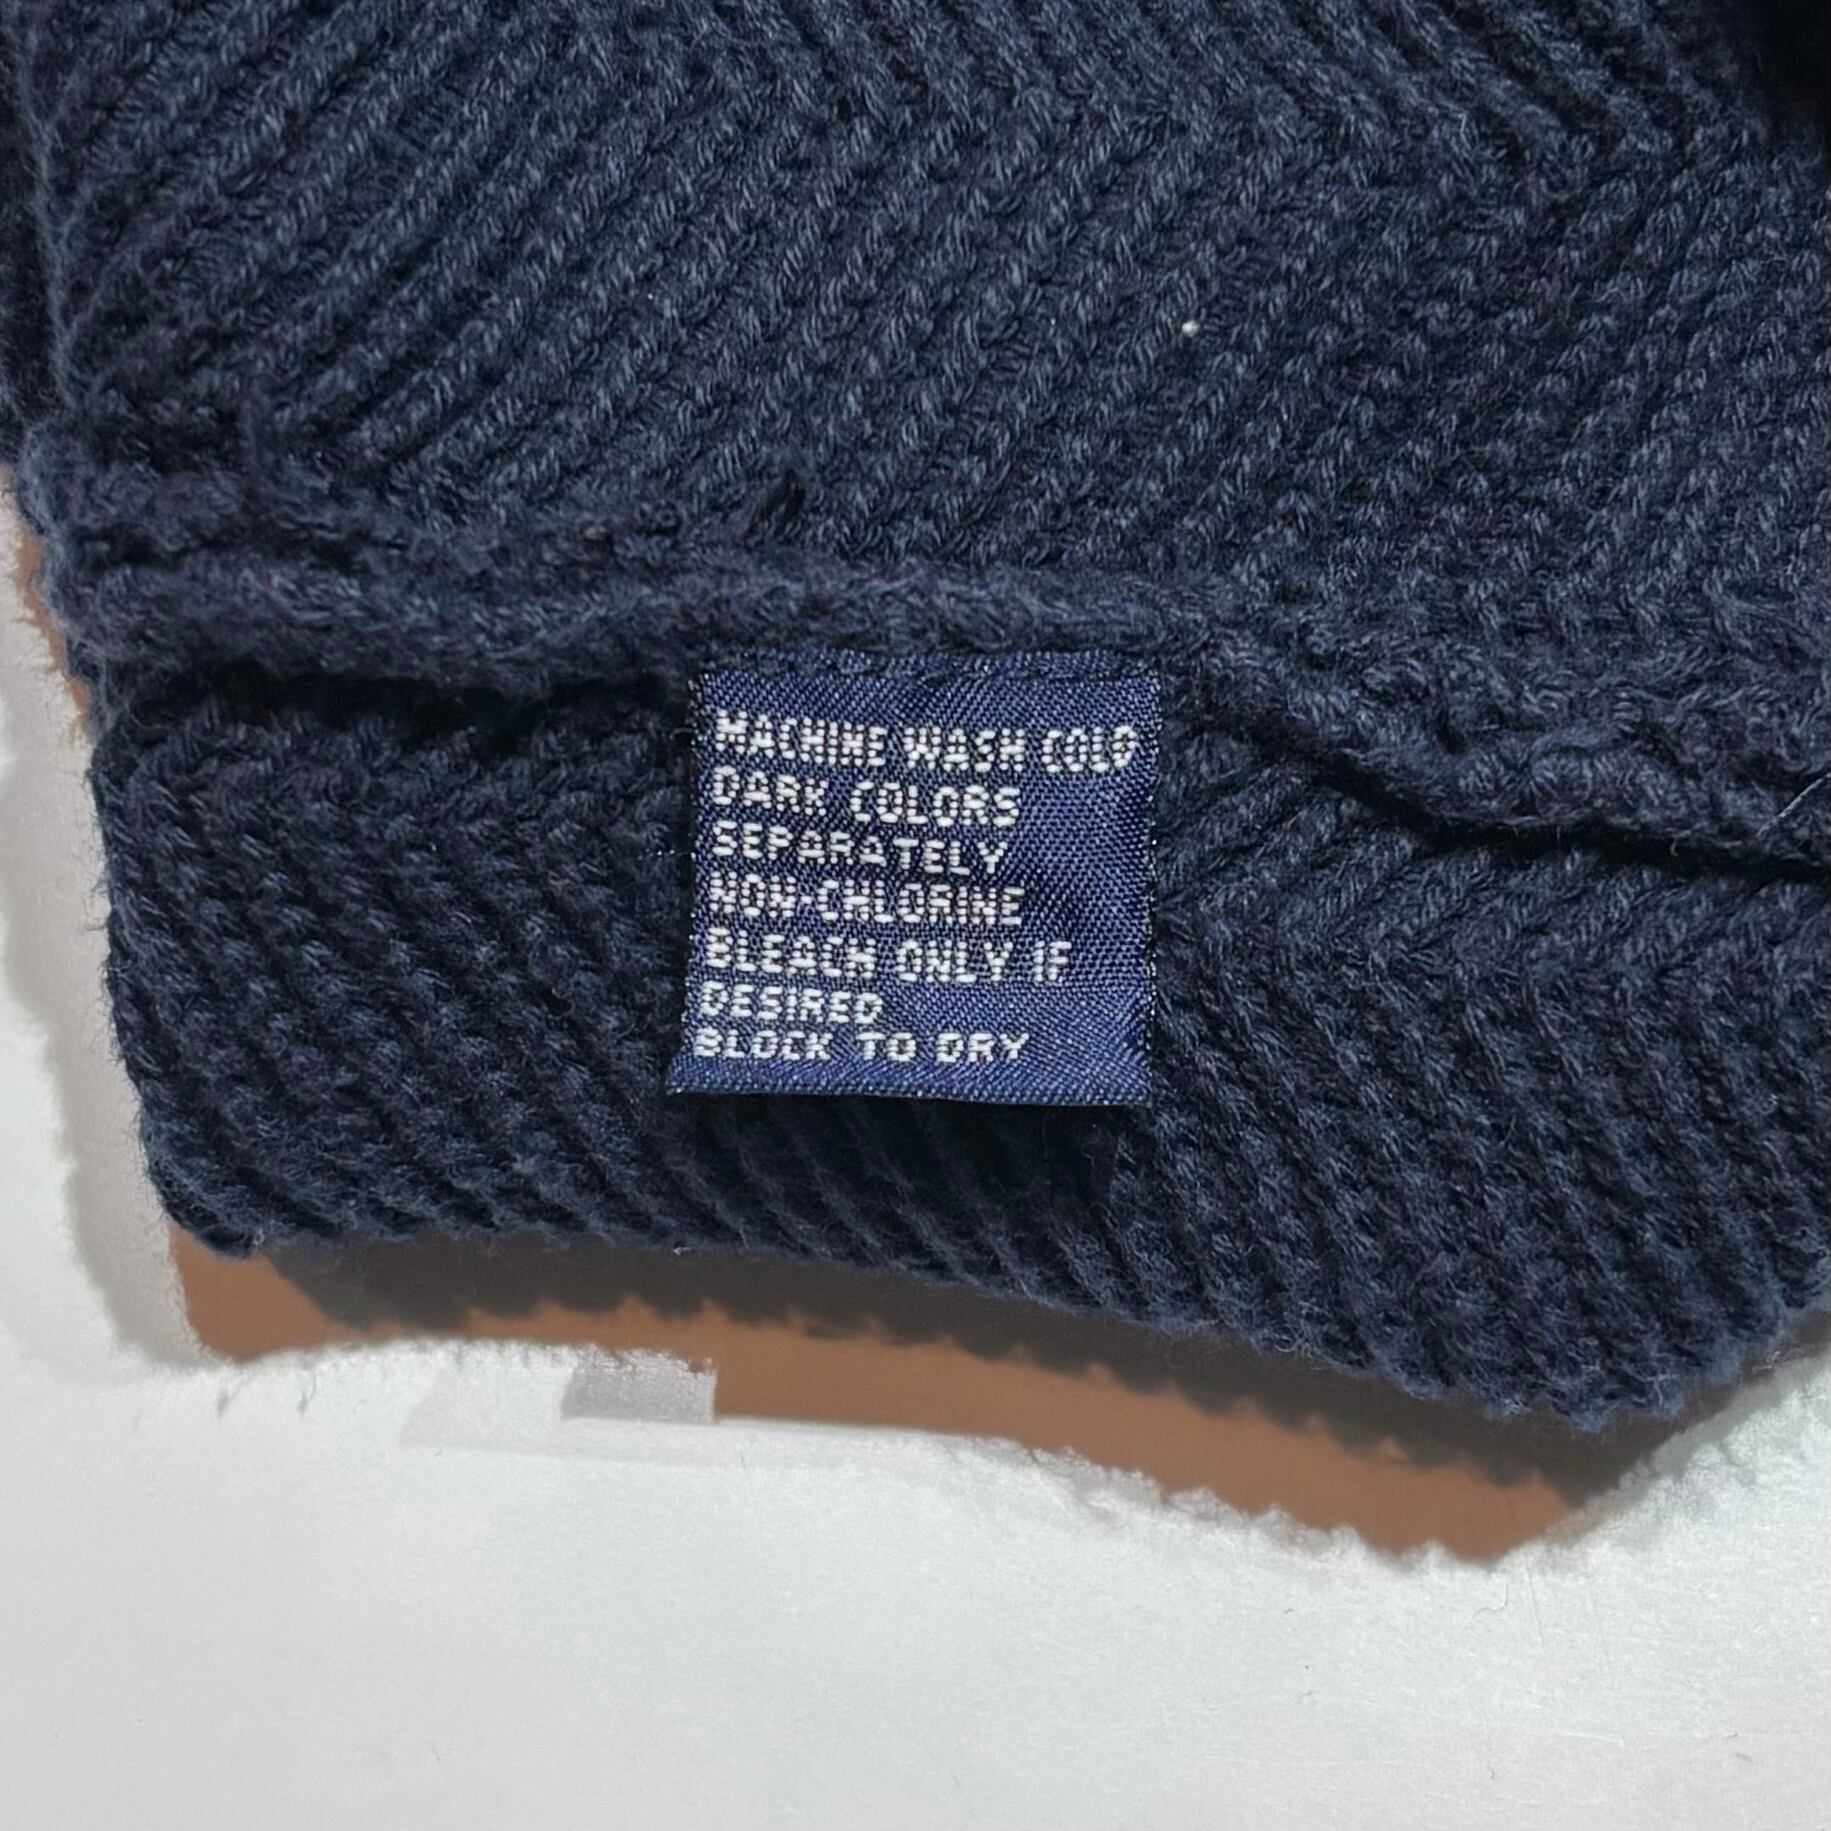 MACHINE WASH COLD
DARK COLORS
SEPARATELY
NON-CHLORINE
BLEACH ONLY IF
DESIRED
BLOCK TO DRY